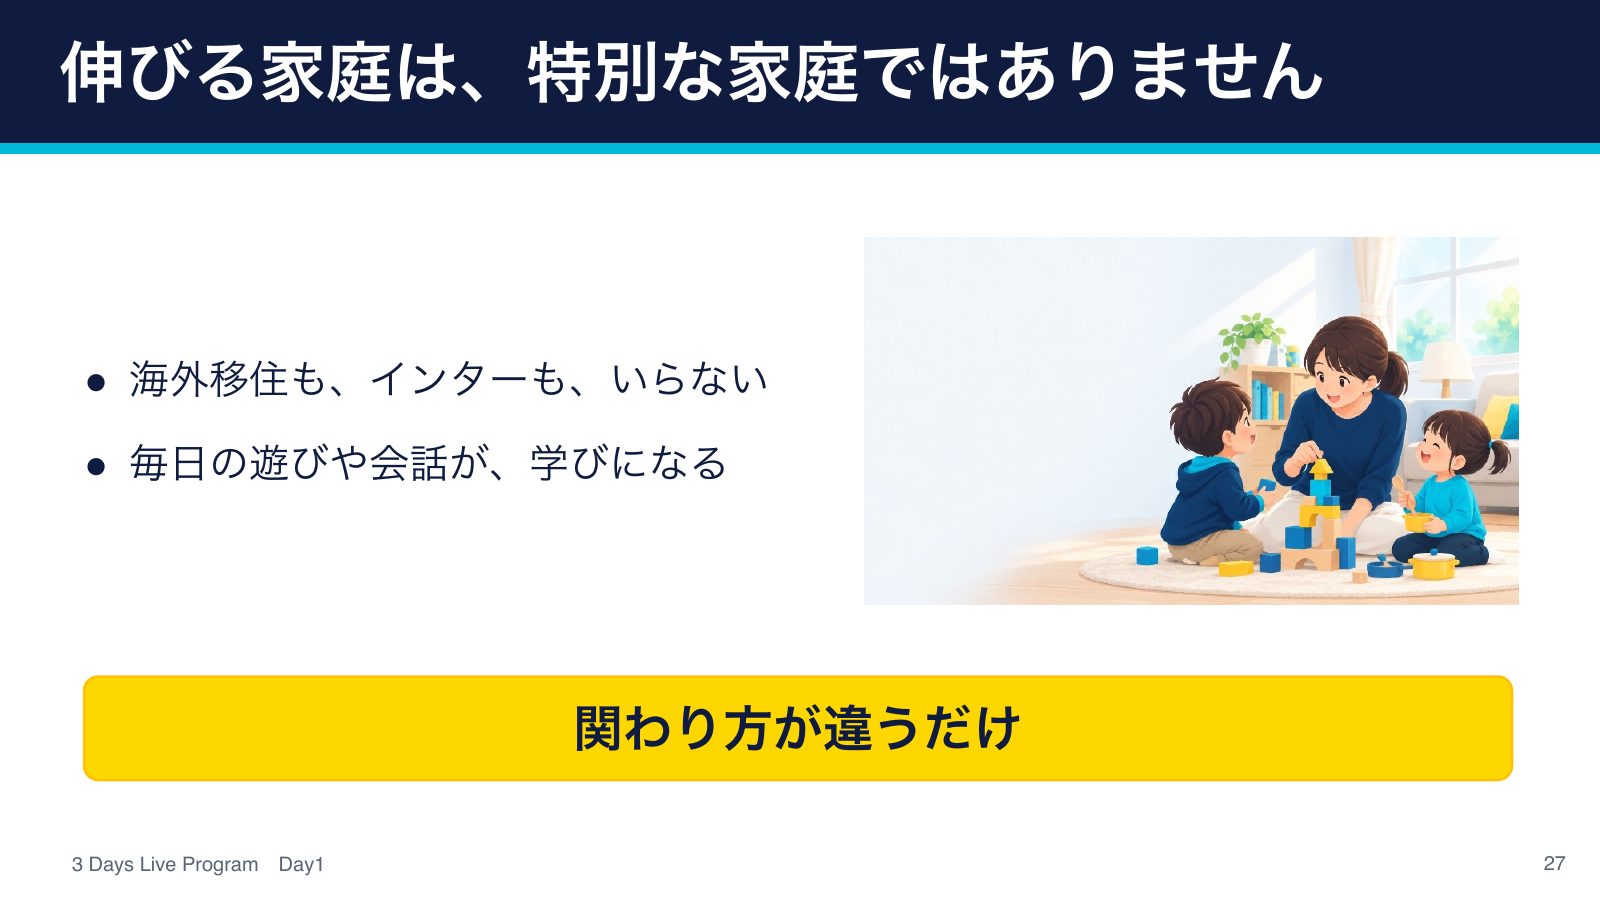 伸びる家庭は、特別な家庭ではありません
● 海外移住も、インターも、いらない
● 毎日の遊びや会話が、学びになる
関わり方が違うだけ
3 Days Live Program　Day1
27